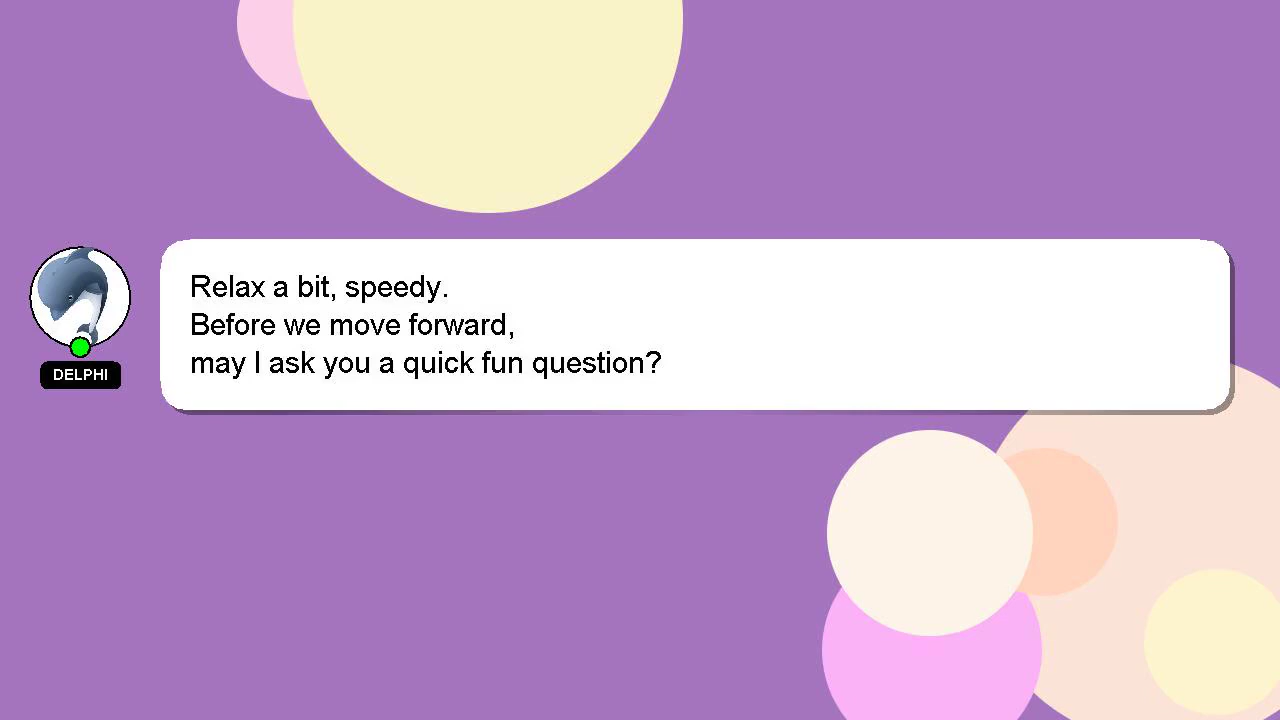 Relax a bit, speedy.
Before we move forward,
may I ask you a quick fun question?
DELPHI